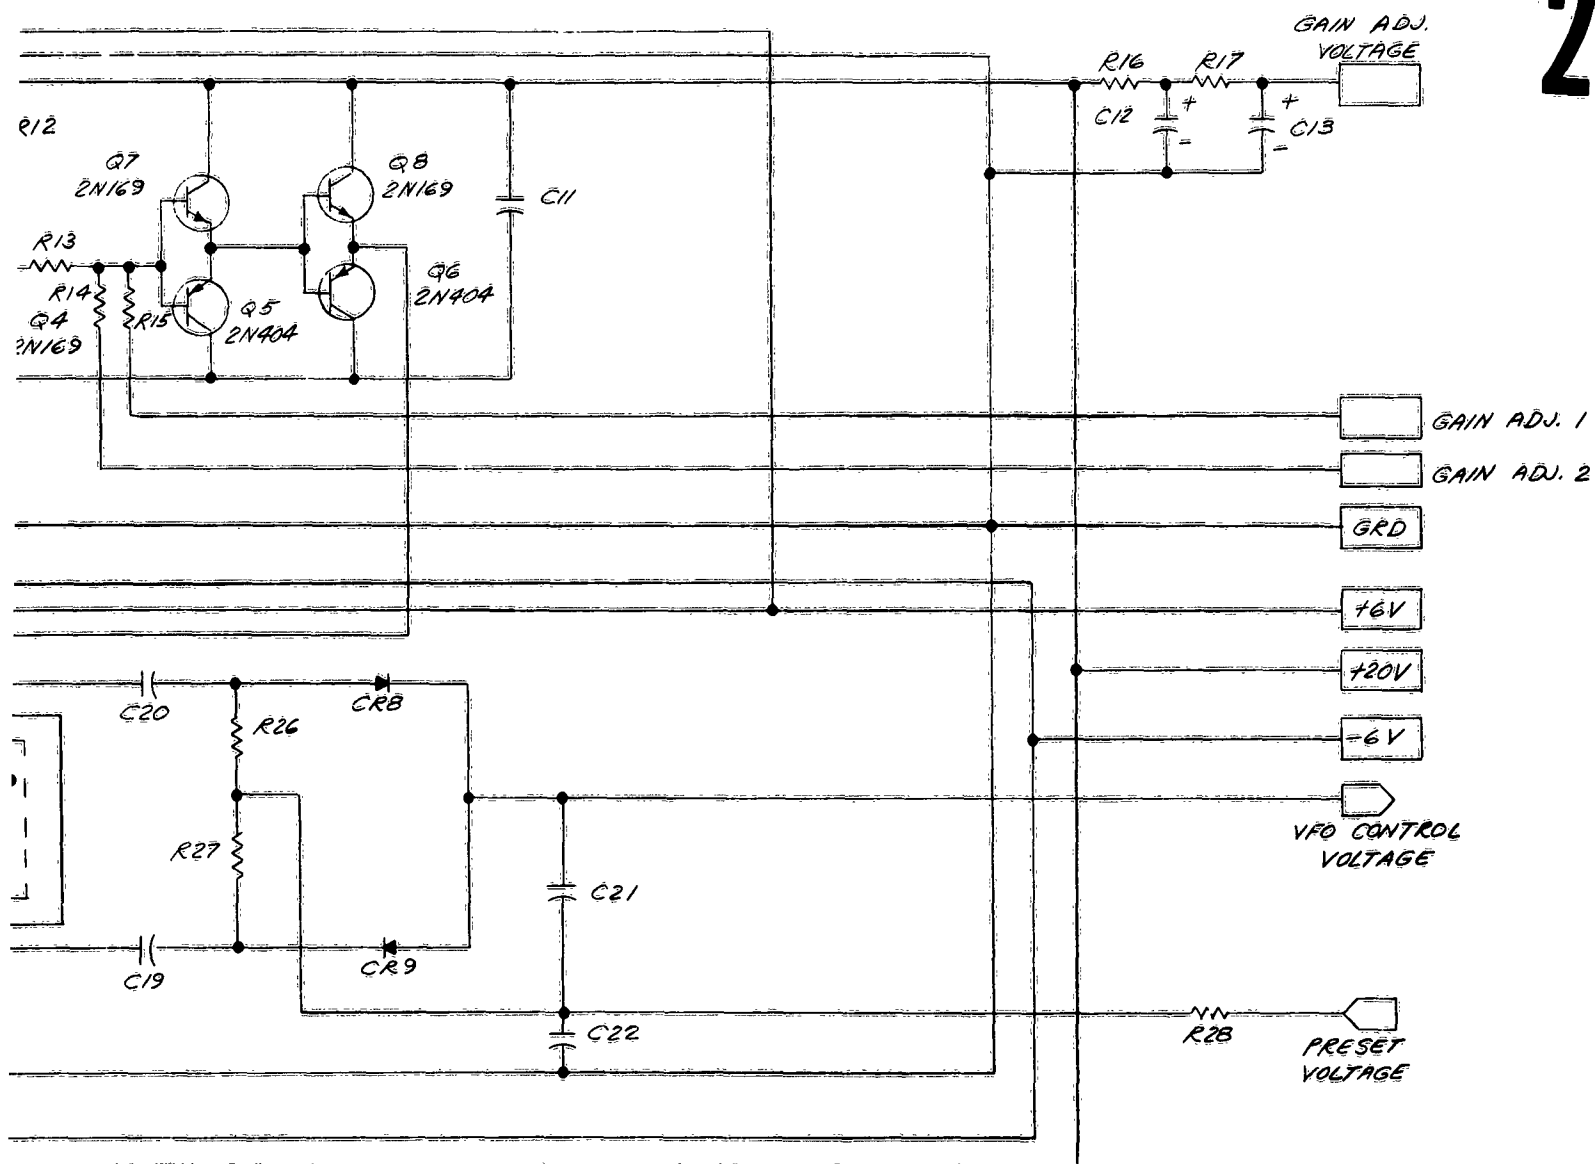 2
GAIN ADJ.
VOLTAGE
R16
R17
C12
+
-
+
-
C13
R12
Q7
2N169
Q8
2N169
C11
R13
R14
R15
Q4
2N169
Q5
2N404
Q6
2N404
GAIN ADJ. 1
GAIN ADJ. 2
GRD
+6V
+20V
-6V
C20
CR8
R26
R27
C19
CR9
C21
C22
VFO CONTROL
VOLTAGE
R28
PRESET
VOLTAGE